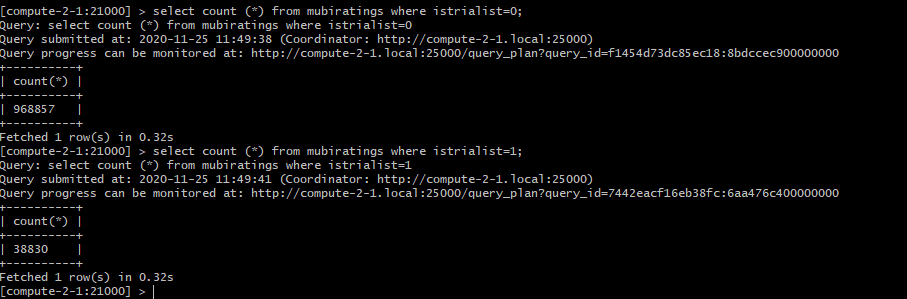 [compute-2-1:21000] > select count (*) from mubiratings where istrialist=0;
Query: select count (*) from mubiratings where istrialist=0
Query submitted at: 2020-11-25 11:49:38 (Coordinator: http://compute-2-1.local:25000)
Query progress can be monitored at: http://compute-2-1.local:25000/query_plan?query_id=f1454d73dc85ec18:8bdccec900000000
+----------+
| count(*) |
+----------+
| 968857   |
+----------+
Fetched 1 row(s) in 0.32s
[compute-2-1:21000] > select count (*) from mubiratings where istrialist=1;
Query: select count (*) from mubiratings where istrialist=1
Query submitted at: 2020-11-25 11:49:41 (Coordinator: http://compute-2-1.local:25000)
Query progress can be monitored at: http://compute-2-1.local:25000/query_plan?query_id=7442eacf16eb38fc:6aa476c400000000
+----------+
| count(*) |
+----------+
| 38830    |
+----------+
Fetched 1 row(s) in 0.32s
[compute-2-1:21000] >